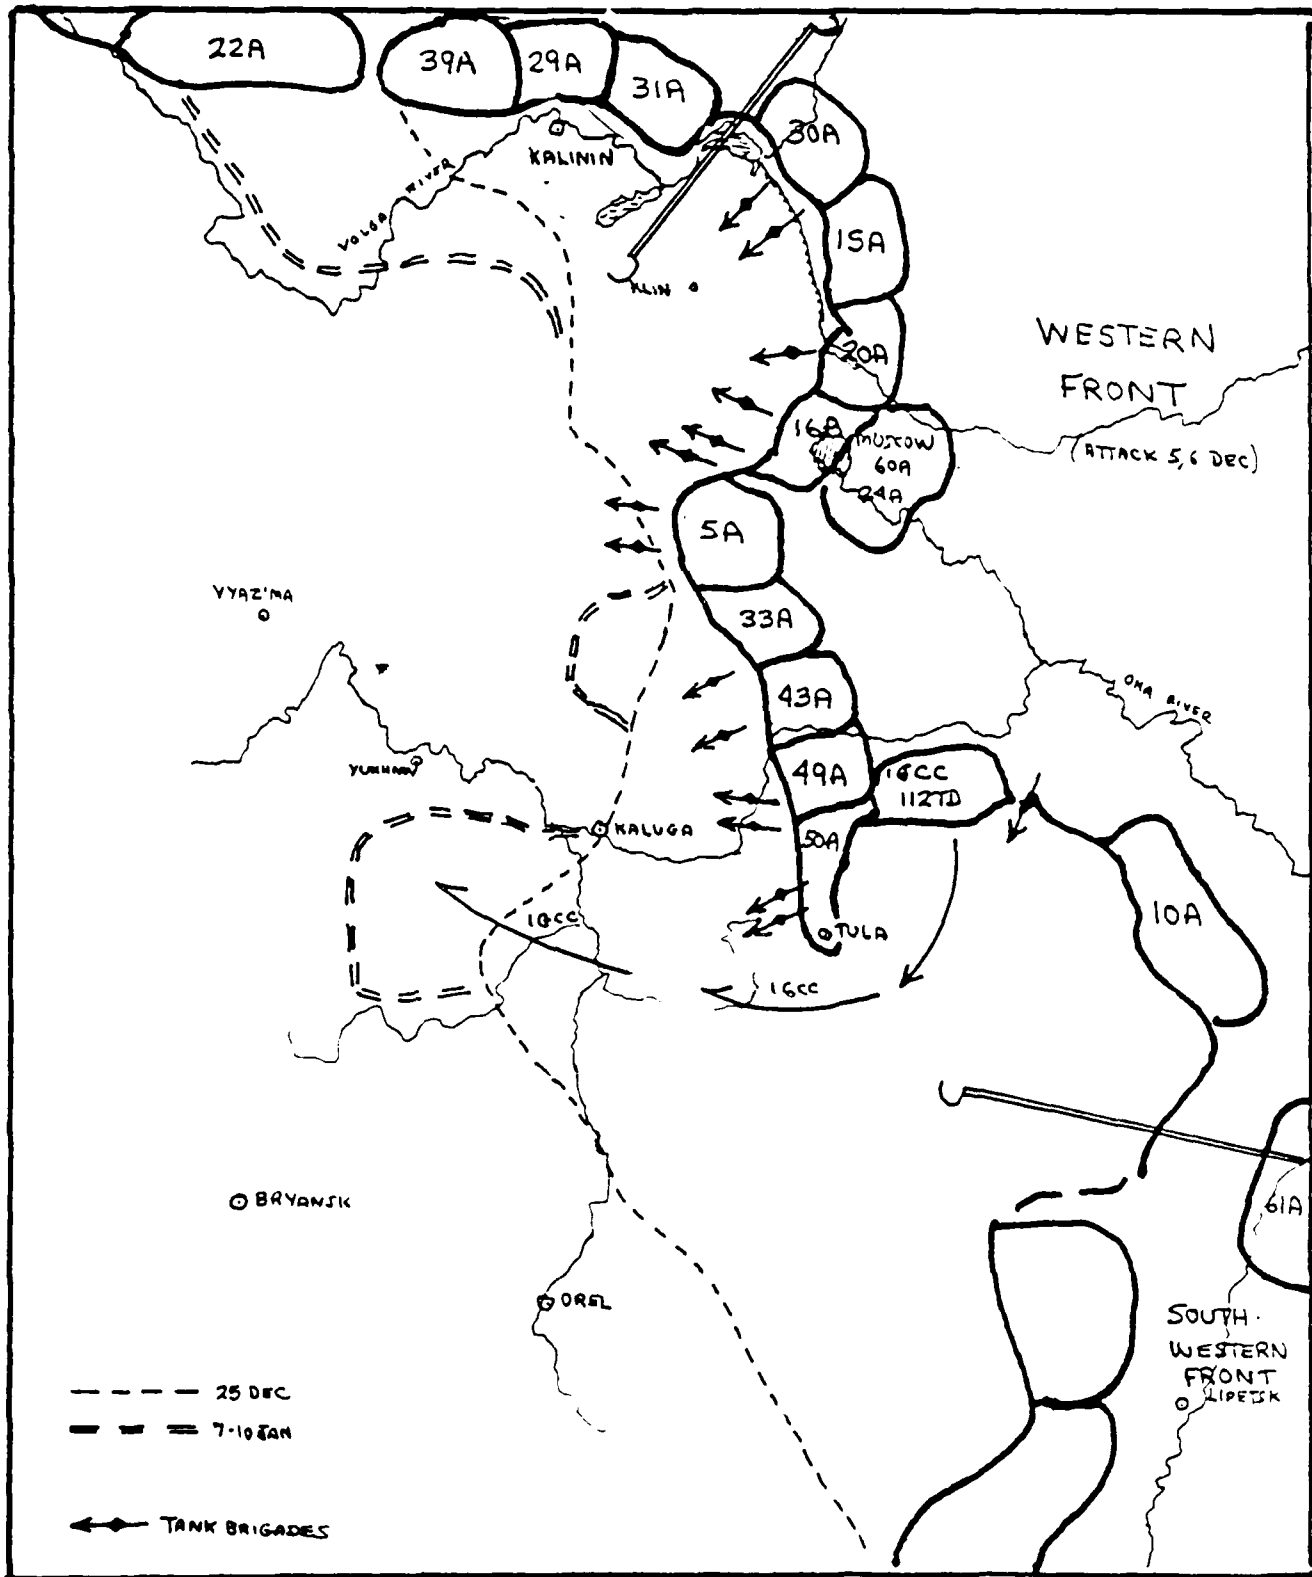 22A
39A
29A
31A
30A
KALININ
VOLGA RIVER
15A
KLIN
WESTERN
FRONT
(ATTACK 5,6 DEC)
20A
MOSCOW
60A
24A
5A
VYAZ'MA
33A
OKA RIVER
43A
49A
16CC
112TD
KALUGA
50A
10A
TULA
16CC
BRYANSK
61A
OREL
SOUTH-
WESTERN
FRONT
LIPETSK
25 DEC
7-10 JAN
TANK BRIGADES